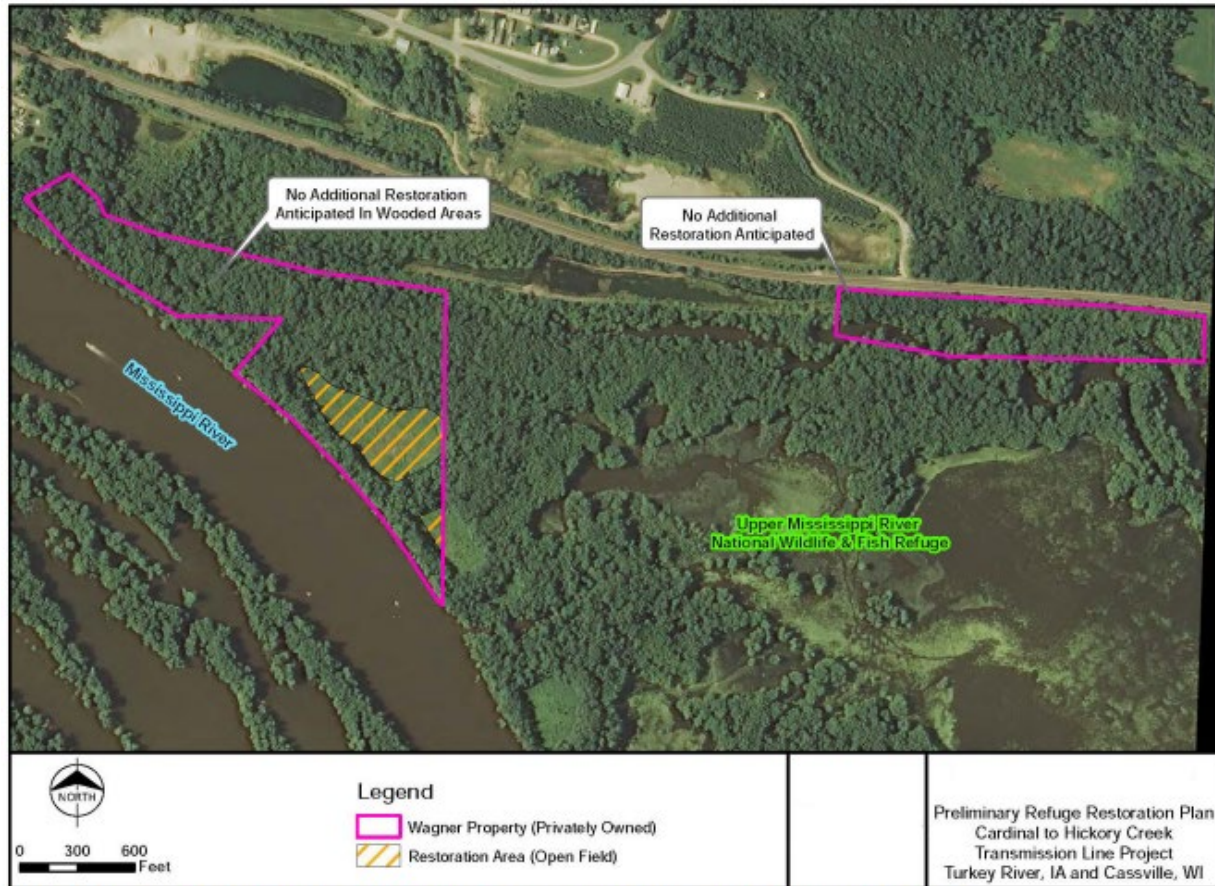 No Additional Restoration
Anticipated In Wooded Areas
No Additional
Restoration Anticipated
Mississippi River
Upper Mississippi River
National Wildlife & Fish Refuge
NORTH
0 300 600
Feet
Legend
Wagner Property (Privately Owned)
Restoration Area (Open Field)
Preliminary Refuge Restoration Plan
Cardinal to Hickory Creek
Transmission Line Project
Turkey River, IA and Cassville, WI